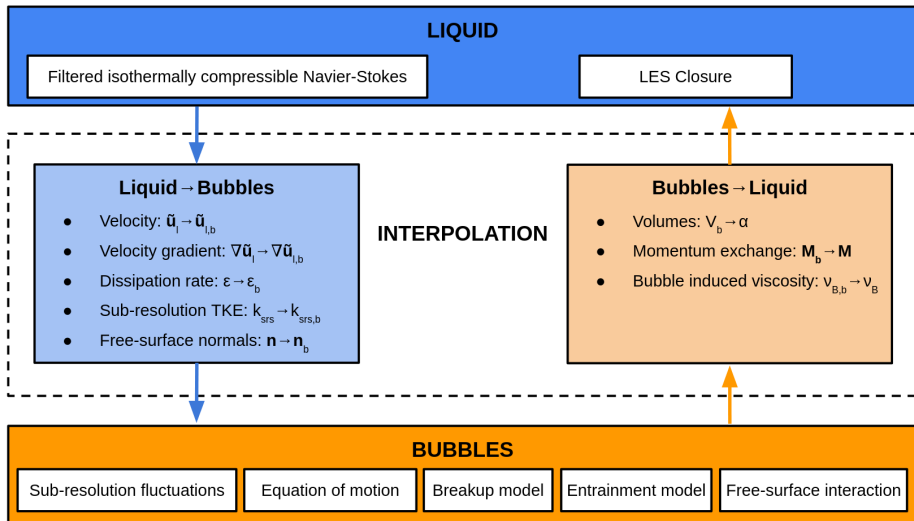 LIQUID
Filtered isothermally compressible Navier-Stokes
LES Closure
Liquid→Bubbles
● Velocity: ũₗ→ũₗ,b
● Velocity gradient: ∇ũₗ→∇ũₗ,b
● Dissipation rate: ε→εb
● Sub-resolution TKE: ksrs→ksrs,b
● Free-surface normals: n→nb
INTERPOLATION
Bubbles→Liquid
● Volumes: Vb→α
● Momentum exchange: Mb→M
● Bubble induced viscosity: νB,b→νB
BUBBLES
Sub-resolution fluctuations
Equation of motion
Breakup model
Entrainment model
Free-surface interaction